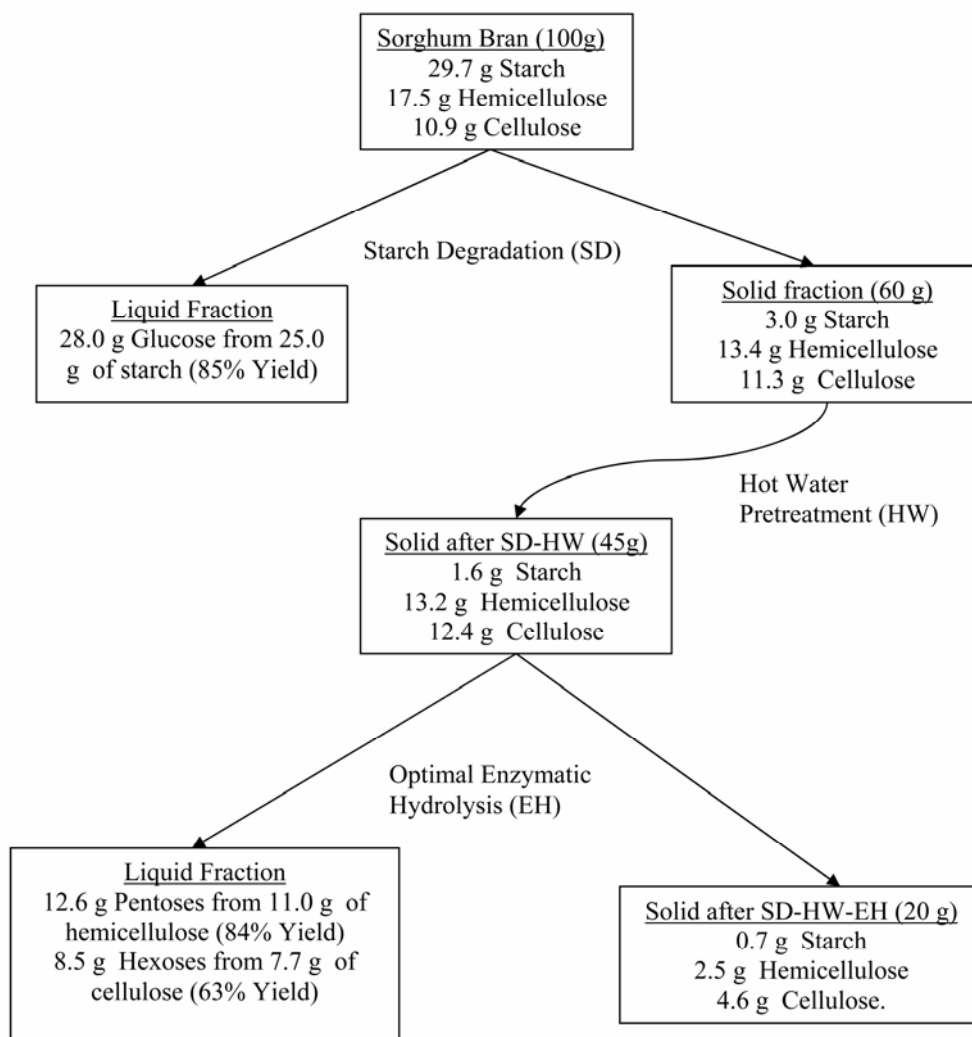 Sorghum Bran (100g)
29.7 g Starch
17.5 g Hemicellulose
10.9 g Cellulose
Starch Degradation (SD)
Liquid Fraction
28.0 g Glucose from 25.0
g of starch (85% Yield)
Solid fraction (60 g)
3.0 g Starch
13.4 g Hemicellulose
11.3 g Cellulose
Hot Water
Pretreatment (HW)
Solid after SD-HW (45g)
1.6 g Starch
13.2 g Hemicellulose
12.4 g Cellulose
Optimal Enzymatic
Hydrolysis (EH)
Liquid Fraction
12.6 g Pentoses from 11.0 g of
hemicellulose (84% Yield)
8.5 g Hexoses from 7.7 g of
cellulose (63% Yield)
Solid after SD-HW-EH (20 g)
0.7 g Starch
2.5 g Hemicellulose
4.6 g Cellulose.